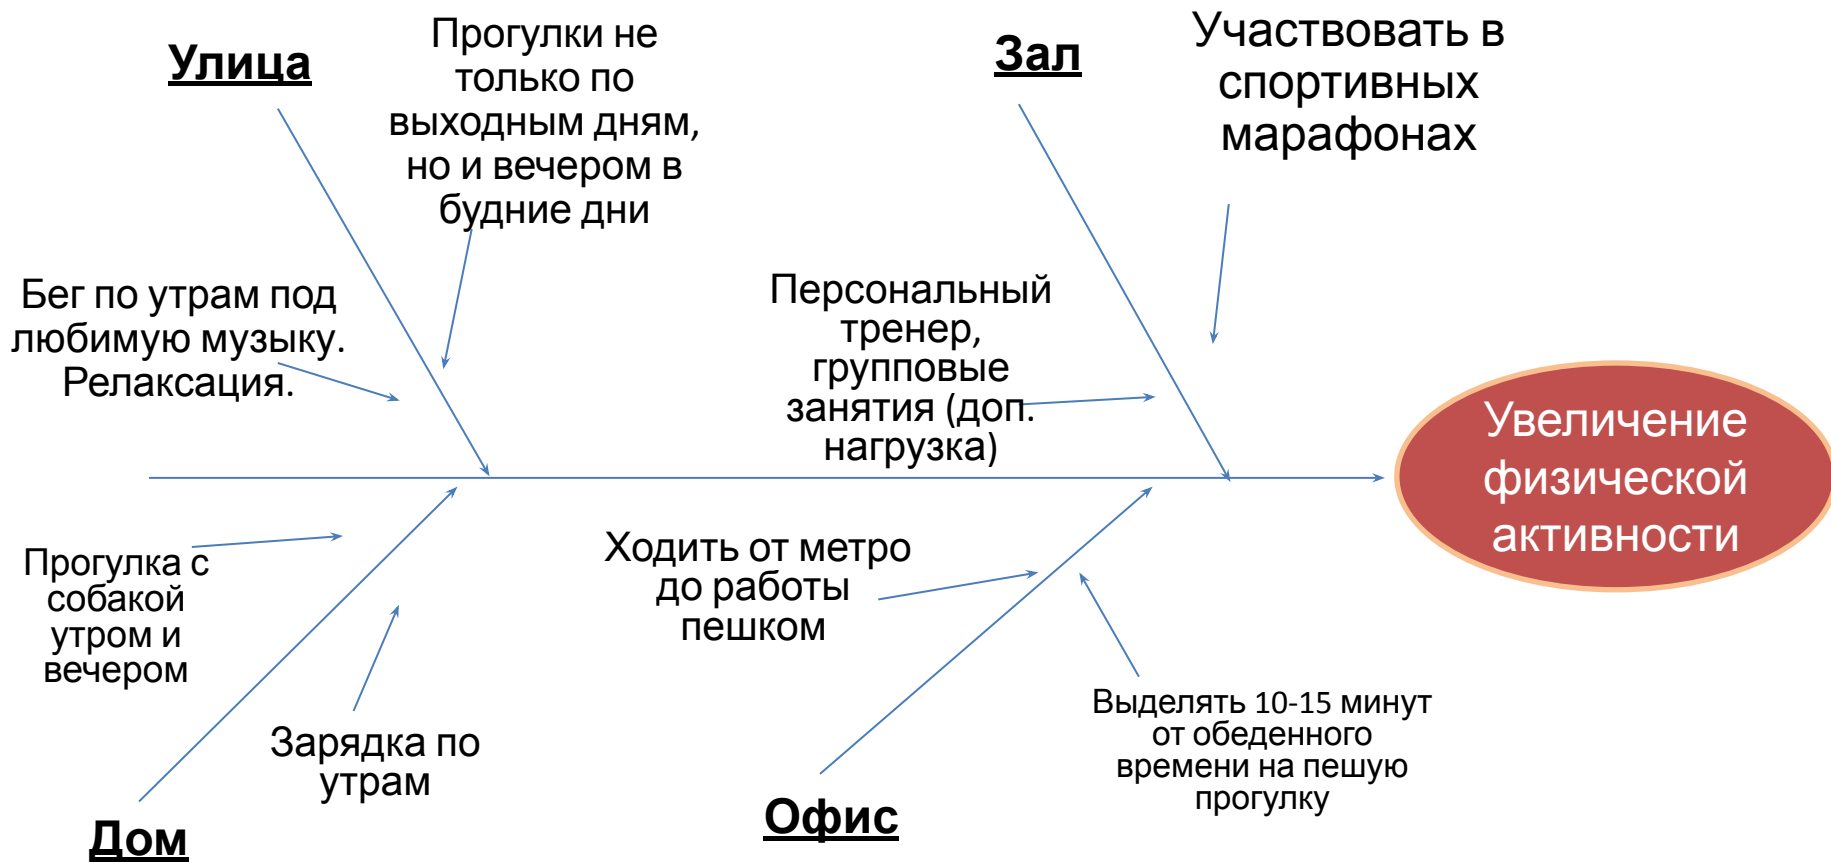 Улица
Прогулки не
только по
выходным дням,
но и вечером в
будние дни
Зал
Участвовать в
спортивных
марафонах
Бег по утрам под
любимую музыку.
Релаксация.
Персональный
тренер,
групповые
занятия (доп.
нагрузка)
Увеличение
физической
активности
Прогулка с
собакой
утром и
вечером
Зарядка по
утрам
Дом
Ходить от метро
до работы
пешком
Выделять 10-15 минут
от обеденного
времени на пешую
прогулку
Офис